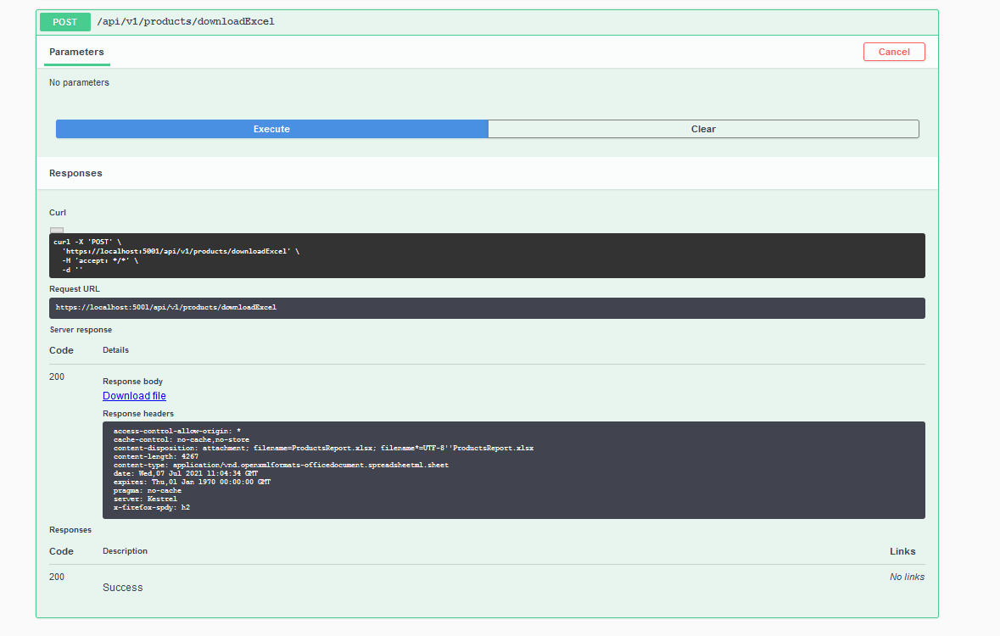 POST /api/v1/products/downloadExcel
Parameters Cancel
No parameters
Execute Clear
Responses
Curl
curl -X 'POST' \
'https://localhost:5001/api/v1/products/downloadExcel' \
-H 'accept: */*' \
-d ''
Request URL
https://localhost:5001/api/v1/products/downloadExcel
Server response
Code Details
200
Response body
Download file
Response headers
access-control-allow-origin: *
cache-control: no-cache,no-store
content-disposition: attachment; filename=ProductsReport.xlsx; filename*=UTF-8''ProductsReport.xlsx
content-length: 4267
content-type: application/vnd.openxmlformats-officedocument.spreadsheetml.sheet
date: Wed,07 Jul 2021 11:04:34 GMT
expires: Thu,01 Jan 1970 00:00:00 GMT
pragma: no-cache
server: Kestrel
x-firefox-spdy: h2
Responses
Code Description Links
200 No links
Success